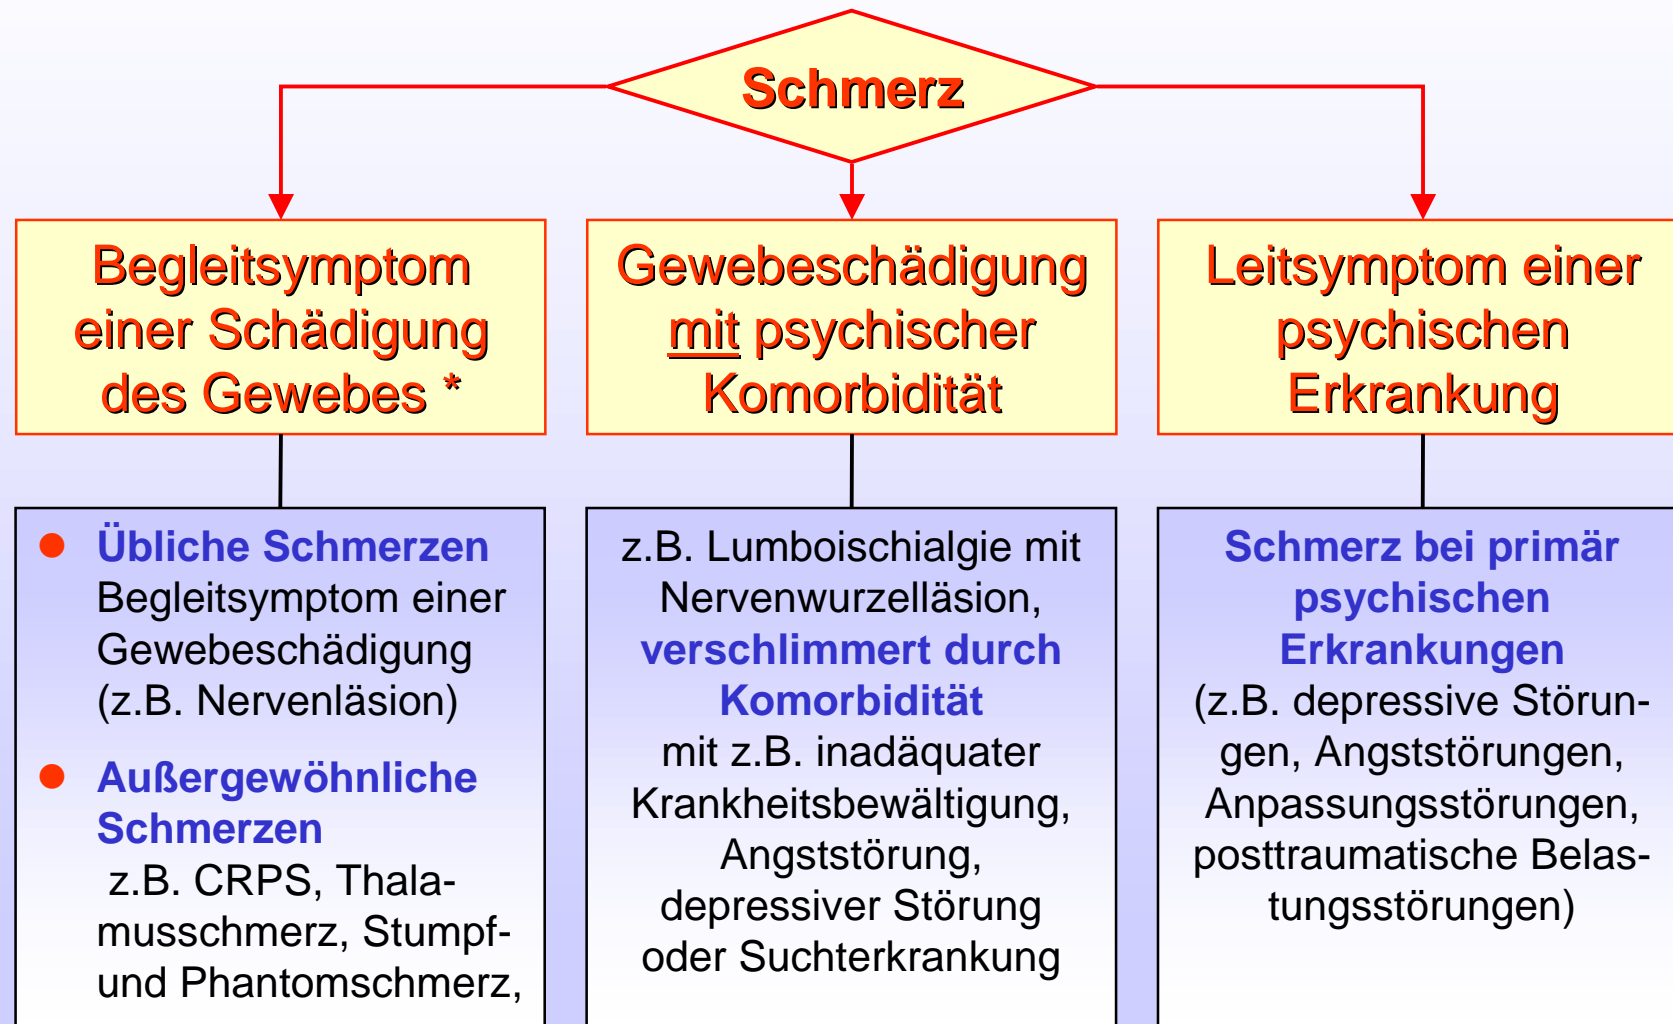 Schmerz
Begleitsymptom
einer Schädigung
des Gewebes *
Gewebeschädigung
mit psychischer
Komorbidität
Leitsymptom einer
psychischen
Erkrankung
Übliche Schmerzen
Begleitsymptom einer
Gewebeschädigung
(z.B. Nervenläsion)
Außergewöhnliche
Schmerzen
z.B. CRPS, Thala-
musschmerz, Stumpf-
und Phantomschmerz,
z.B. Lumboischialgie mit
Nervenwurzelläsion,
verschlimmert durch
Komorbidität
mit z.B. inadäquater
Krankheitsbewältigung,
Angststörung,
depressiver Störung
oder Suchterkrankung
Schmerz bei primär
psychischen
Erkrankungen
(z.B. depressive Störun-
gen, Angststörungen,
Anpassungsstörungen,
posttraumatische Belas-
tungsstörungen)